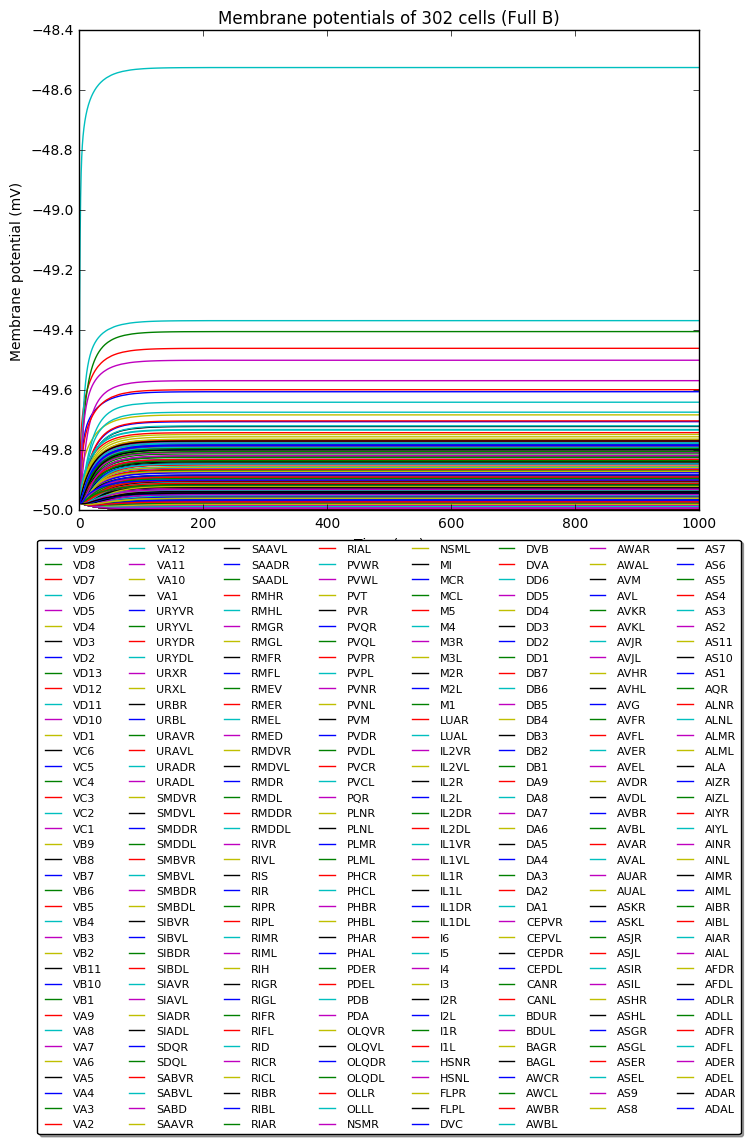 Membrane potentials of 302 cells (Full B)
Membrane potential (mV)
−48.4
−48.6
−48.8
−49.0
−49.2
−49.4
−49.6
−49.8
−50.0
0 200 400 600 800 1000
VD9 VA12 SAAVL RIAL NSML DVB AWAR AS7
VD8 VA11 SAADR PVWR MI DVA AWAL AS6
VD7 VA10 SAADL PVWL MCR DD6 AVM AS5
VD6 VA1 RMHR PVT MCL DD5 AVL AS4
VD5 URYVR RMHL PVR M5 DD4 AVKR AS3
VD4 URYVL RMGR PVQR M4 DD3 AVKL AS2
VD3 URYDR RMGL PVQL M3R DD2 AVJR AS11
VD2 URYDL RMFR PVPR M3L DD1 AVJL AS10
VD13 URXR RMFL PVPL M2R DB7 AVHR AS1
VD12 URXL RMEV PVNR M2L DB6 AVHL AQR
VD11 URBR RMER PVNL M1 DB5 AVG ALNR
VD10 URBL RMEL PVM LUAR DB4 AVFR ALNL
VD1 URAVR RMED PVDR LUAL DB3 AVFL ALMR
VC6 URAVL RMDVR PVDL IL2VR DB2 AVER ALML
VC5 URADR RMDVL PVCR IL2VL DB1 AVEL ALA
VC4 URADL RMDR PVCL IL2R DA9 AVDR AIZR
VC3 SMDVR RMDL PQR IL2L DA8 AVDL AIZL
VC2 SMDVL RMDDR PLNR IL2DR DA7 AVBR AIYR
VC1 SMDDR RMDDL PLNL IL2DL DA6 AVBL AIYL
VB9 SMDDL RIVR PLMR IL1VR DA5 AVAR AINR
VB8 SMBVR RIVL PLML IL1VL DA4 AVAL AINL
VB7 SMBVL RIS PHCR IL1R DA3 AUAR AIMR
VB6 SMBDR RIR PHCL IL1L DA2 AUAL AIML
VB5 SMBDL RIPR PHBR IL1DR DA1 ASKR AIBR
VB4 SIBVR RIPL PHBL IL1DL CEPVR ASKL AIBL
VB3 SIBVL RIMR PHAR I6 CEPVL ASJR AIAR
VB2 SIBDR RIML PHAL I5 CEPDR ASJL AIAL
VB11 SIBDL RIH PDER I4 CEPDL ASIR AFDR
VB10 SIAVR RIGR PDEL I3 CANR ASIL AFDL
VB1 SIAVL RIGL PDB I2R CANL ASHR ADLR
VA9 SIADR RIFR PDA I2L BDUR ASHL ADLL
VA8 SIADL RIFL OLQVR I1R BDUL ASGR ADFR
VA7 SDQR RID OLQVL I1L BAGR ASGL ADFL
VA6 SDQL RICR OLQDR HSNR BAGL ASER ADER
VA5 SABVR RICL OLQDL HSNL AWCR ASEL ADEL
VA4 SABVL RIBR OLLR FLPR AWCL AS9 ADAR
VA3 SABD RIBL OLLL FLPL AWBR AS8 ADAL
VA2 SAAVR RIAR NSMR DVC AWBL